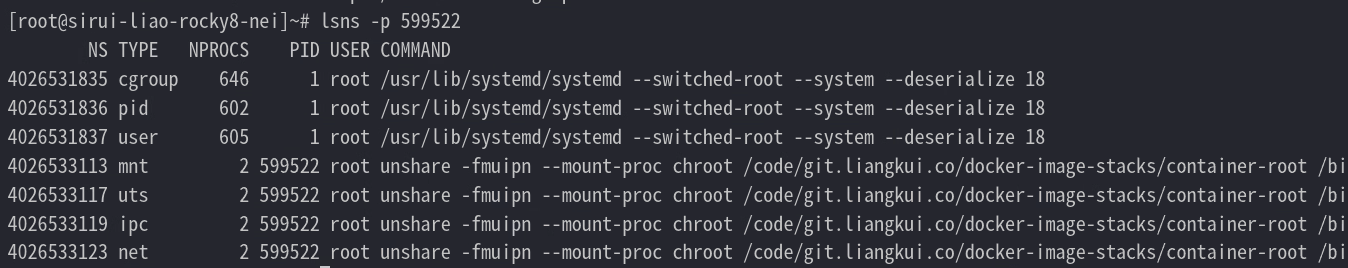 [root@sirui-liao-rocky8-nei]~# lsns -p 599522
        NS TYPE   NPROCS    PID USER COMMAND
4026531835 cgroup    646      1 root /usr/lib/systemd/systemd --switched-root --system --deserialize 18
4026531836 pid       602      1 root /usr/lib/systemd/systemd --switched-root --system --deserialize 18
4026531837 user      605      1 root /usr/lib/systemd/systemd --switched-root --system --deserialize 18
4026533113 mnt         2 599522 root unshare -fmuipn --mount-proc chroot /code/git.liangkui.co/docker-image-stacks/container-root /bi
4026533117 uts         2 599522 root unshare -fmuipn --mount-proc chroot /code/git.liangkui.co/docker-image-stacks/container-root /bi
4026533119 ipc         2 599522 root unshare -fmuipn --mount-proc chroot /code/git.liangkui.co/docker-image-stacks/container-root /bi
4026533123 net         2 599522 root unshare -fmuipn --mount-proc chroot /code/git.liangkui.co/docker-image-stacks/container-root /bi